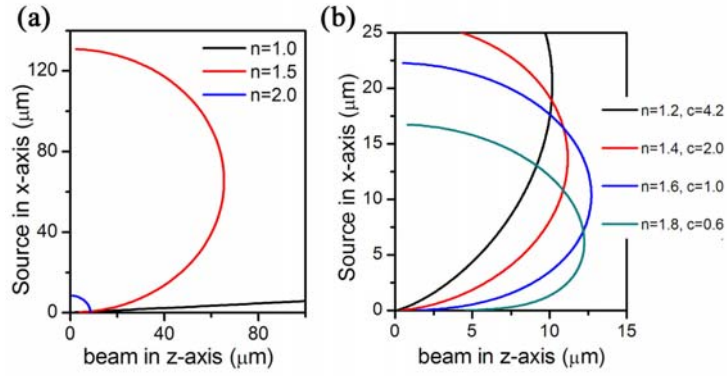 (a)
n=1.0
n=1.5
n=2.0
120
80
40
0
0
40
80
Source in x-axis (μm)
beam in z-axis (μm)
(b)
25
20
15
10
5
0
0
5
10
15
Source in x-axis (μm)
beam in z-axis (μm)
n=1.2, c=4.2
n=1.4, c=2.0
n=1.6, c=1.0
n=1.8, c=0.6